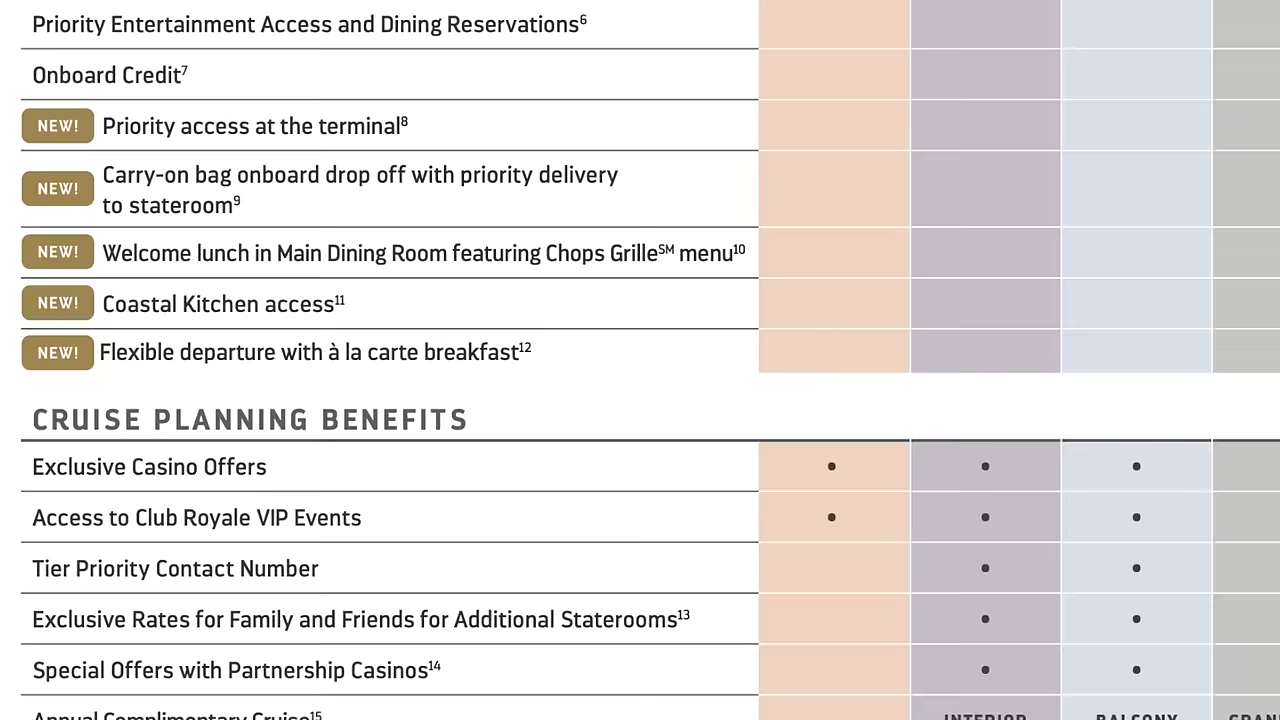 Priority Entertainment Access and Dining Reservations⁶
Onboard Credit⁷
NEW! Priority access at the terminal⁸
NEW! Carry-on bag onboard drop off with priority delivery
to stateroom⁹
NEW! Welcome lunch in Main Dining Room featuring Chops Grille℠ menu¹⁰
NEW! Coastal Kitchen access¹¹
NEW! Flexible departure with à la carte breakfast¹²
CRUISE PLANNING BENEFITS
Exclusive Casino Offers • • •
Access to Club Royale VIP Events • • •
Tier Priority Contact Number • •
Exclusive Rates for Family and Friends for Additional Staterooms¹³ • •
Special Offers with Partnership Casinos¹⁴ • •
Annual Complimentary Cruise¹⁵ INTERIOR BALCONY